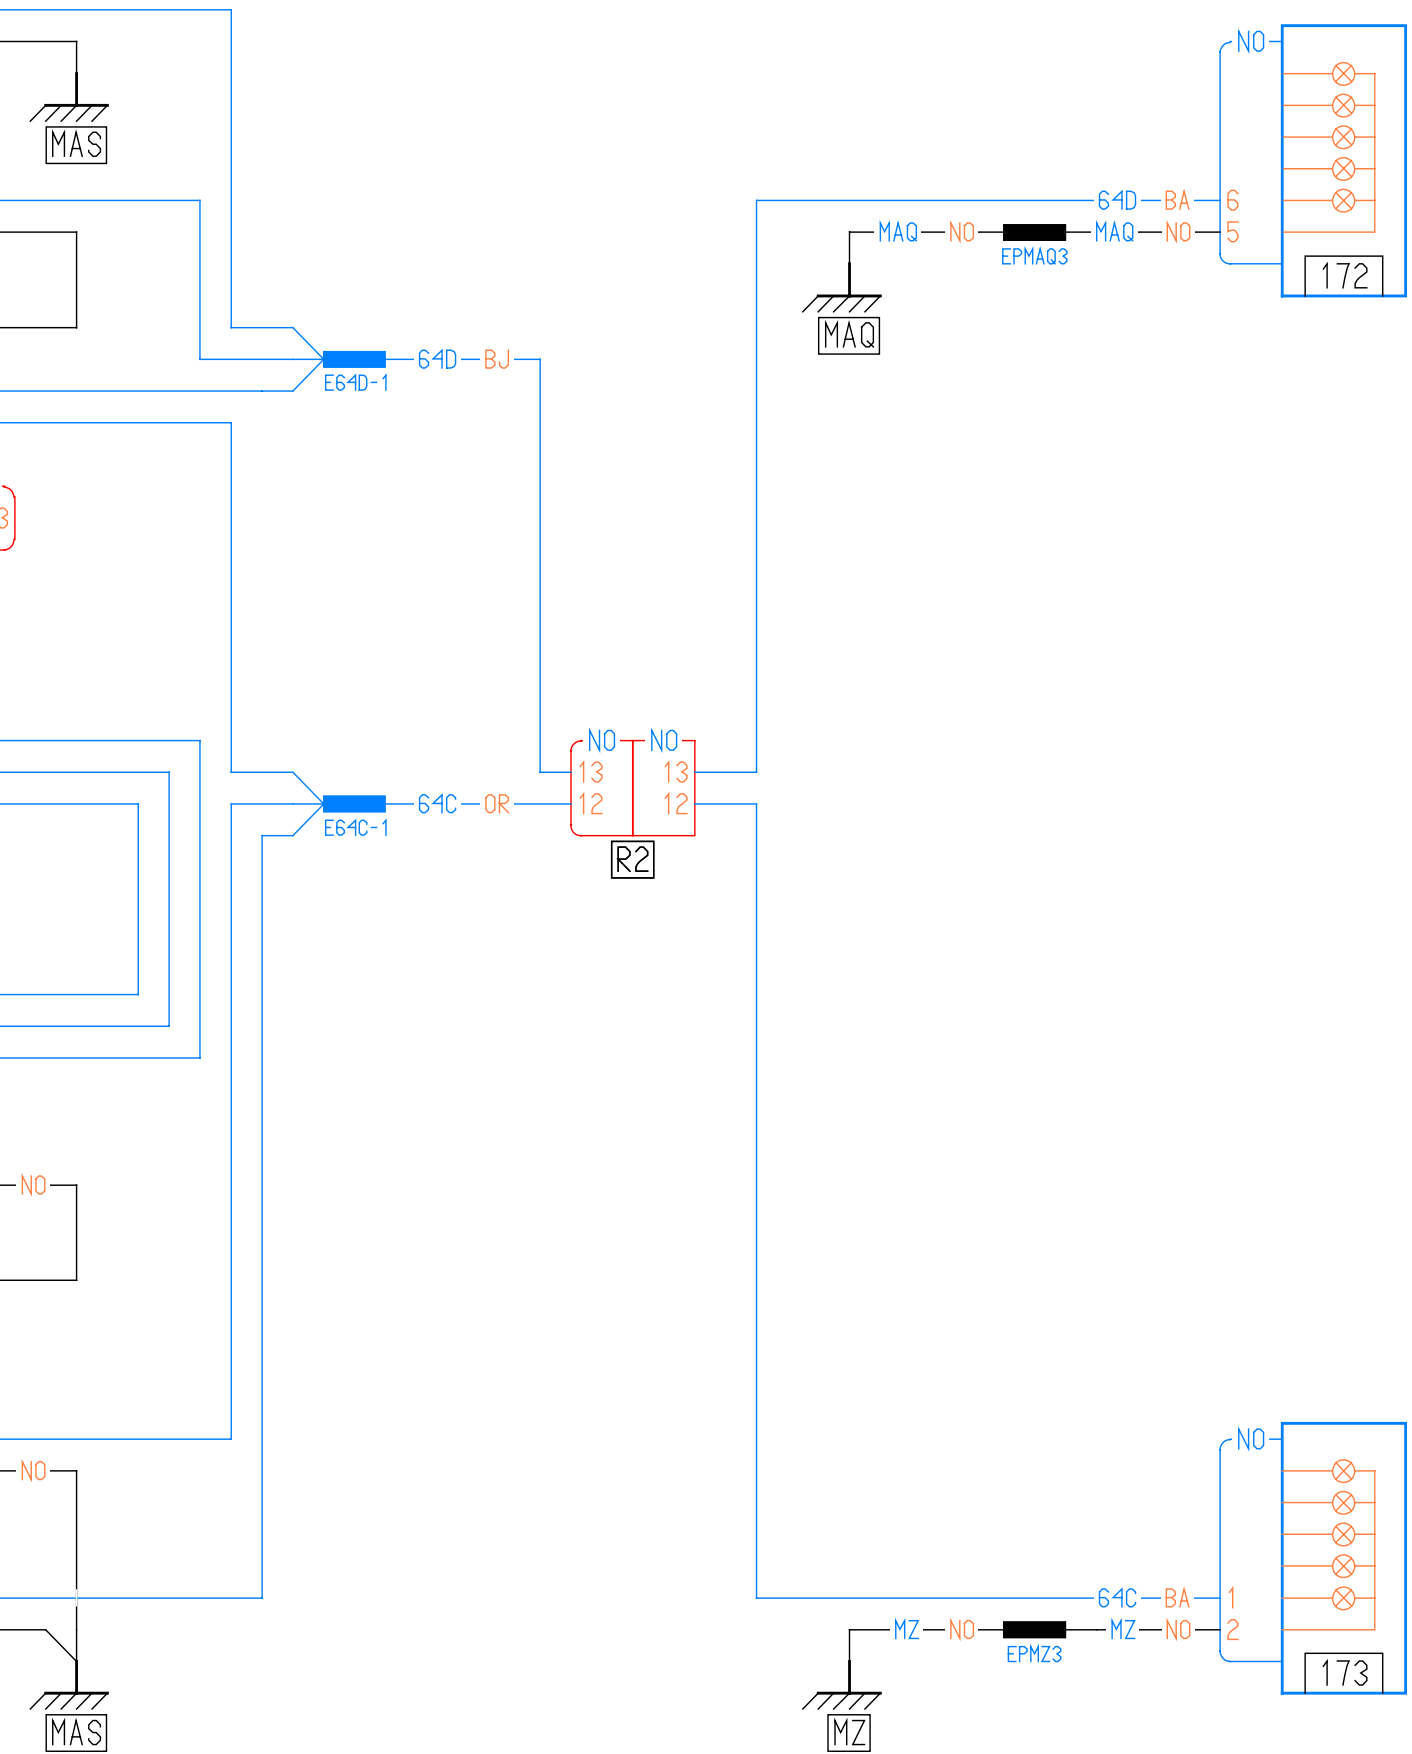 NO
MAS
64D BA 6
MAQ NO MAQ NO 5
EPMAQ3
172
MAQ
64D BJ
E64D-1
3
NO NO
13 13
64C OR 12 12
E64C-1
R2
NO
NO
NO
64C BA 1
MZ NO MZ NO 2
EPMZ3
173
MAS
MZ